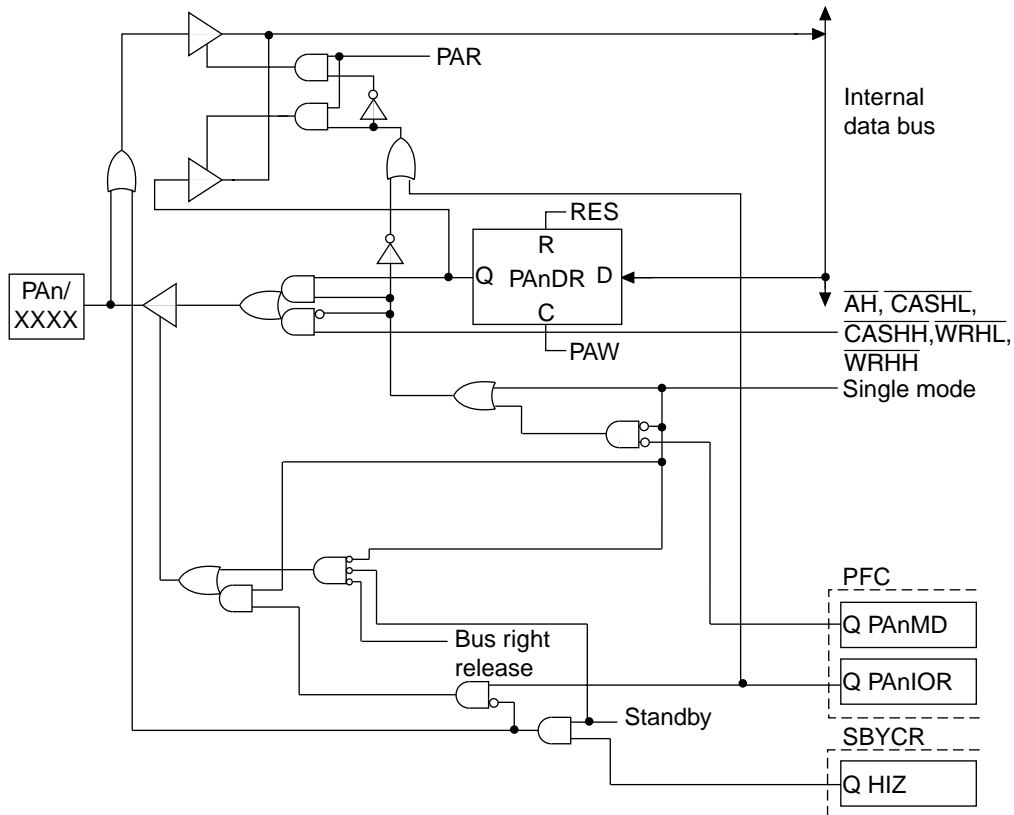 PAR
Internal
data bus
RES
R
Q PAnDR D
C
PAn/
XXXX
PAW
AH, CASHL,
CASHH,WRHL,
WRHH
Single mode
PFC
Q PAnMD
Bus right
release
Q PAnIOR
Standby
SBYCR
Q HIZ